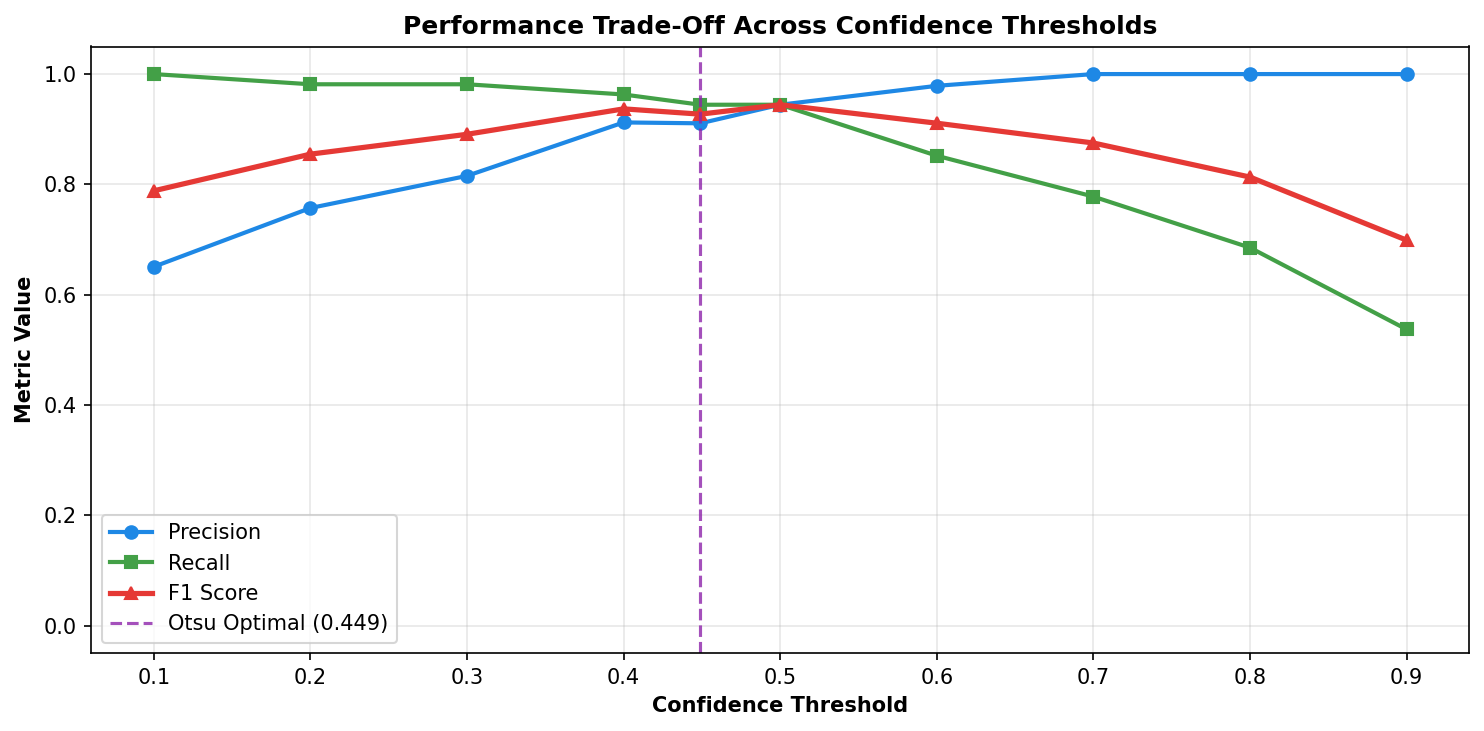 Performance Trade-Off Across Confidence Thresholds
Metric Value
1.0
0.8
0.6
0.4
0.2
0.0
Precision
Recall
F1 Score
Otsu Optimal (0.449)
0.1 0.2 0.3 0.4 0.5 0.6 0.7 0.8 0.9
Confidence Threshold